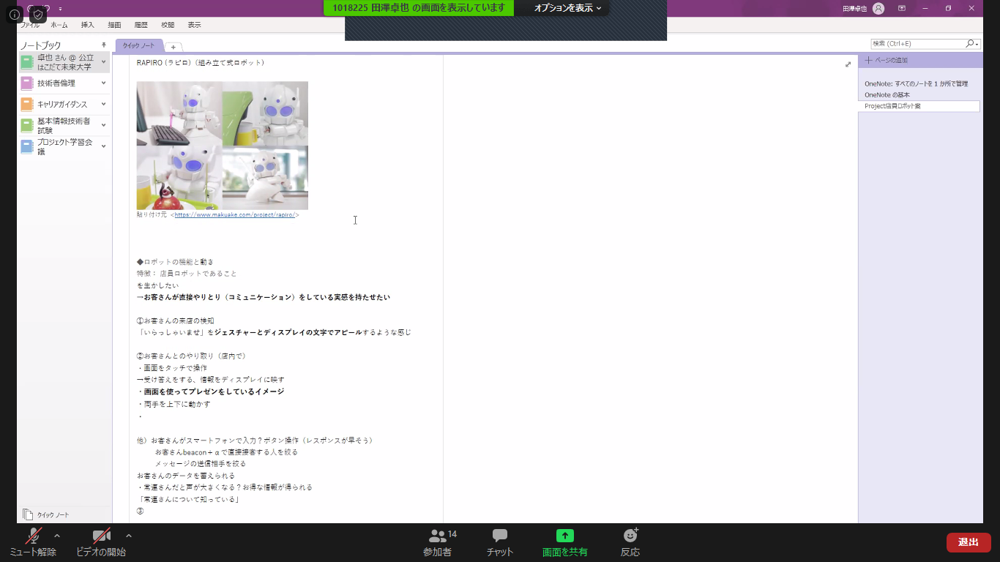 1018225 田澤卓也 の画面を表示しています
オプションを表示
田澤卓也
ファイル ホーム 挿入 描画 履歴 校閲 表示
ノートブック
卓也 さん @ 公立はこだて未来大学
技術者倫理
キャリアガイダンス
基本情報技術者試験
プロジェクト学習会議
クイック ノート
クイック ノート
検索 (Ctrl+E)
ページの追加
OneNote: すべてのノートを 1 か所で管理
OneNote の基本
Project店員ロボット案
RAPIRO (ラピロ)（組み立て式ロボット）
貼り付け元 <https://www.makuake.com/project/rapiro/>
◆ロボットの機能と動き
特徴： 店員ロボットであること
を生かしたい
→お客さんが直接やりとり（コミュニケーション）をしている実感を持たせたい
①お客さんの来店の検知
「いらっしゃいませ」をジェスチャーとディスプレイの文字でアピールするような感じ
②お客さんとのやり取り（店内で）
・画面をタッチで操作
→受け答えをする、情報をディスプレイに映す
・画面を使ってプレゼンをしているイメージ
・両手を上下に動かす
・
他）お客さんがスマートフォンで入力？ボタン操作（レスポンスが早そう）
お客さんbeacon＋αで直接接客する人を絞る
メッセージの送信相手を絞る
お客さんのデータを蓄えられる
・常連さんだと声が大きくなる？お得な情報が得られる
「常連さんについて知っている」
③
ミュート解除
ビデオの開始
14
参加者
チャット
画面を共有
反応
退出